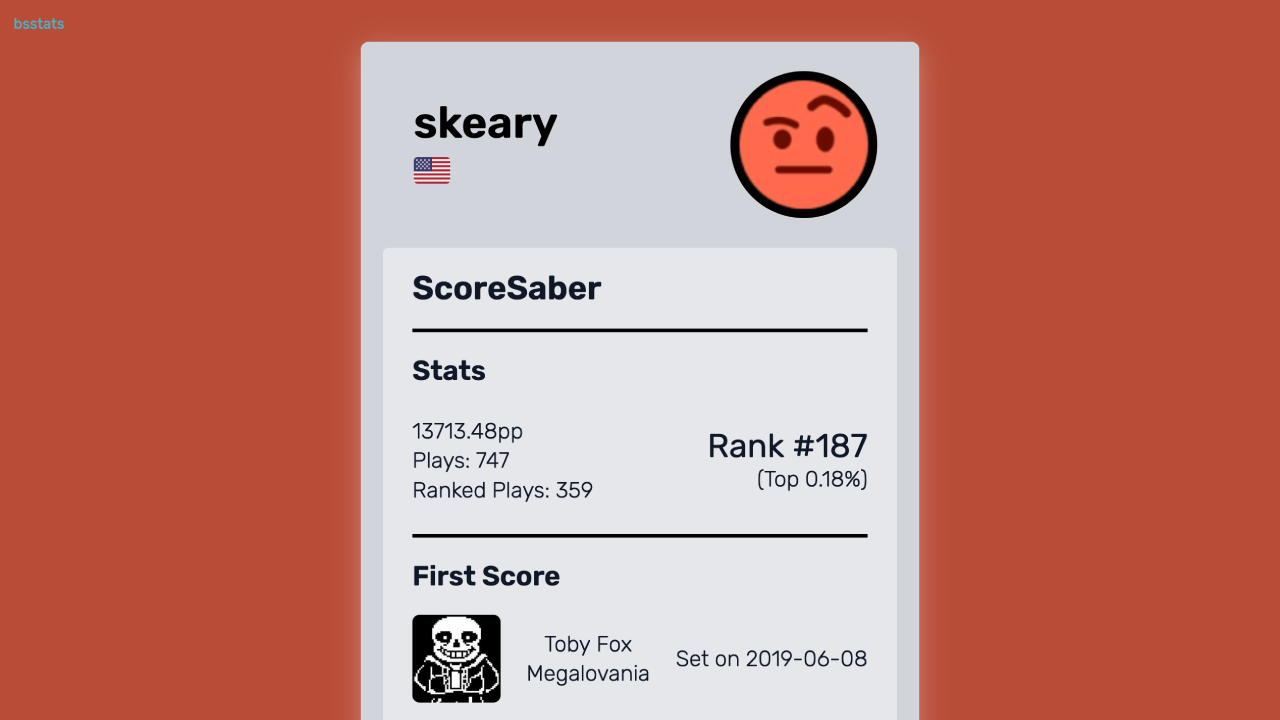 bsstats
skeary
ScoreSaber
Stats
13713.48pp
Plays: 747
Ranked Plays: 359
Rank #187
(Top 0.18%)
First Score
Toby Fox
Megalovania
Set on 2019-06-08